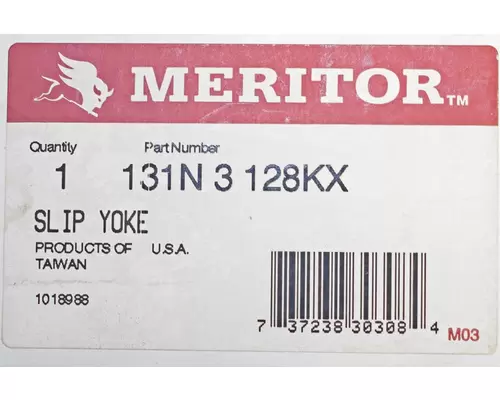 MERITOR™
Quantity Part Number
1 131N 3 128KX
SLIP YOKE
PRODUCTS OF U.S.A.
TAIWAN
1018988
7 37238 30308 4
M03